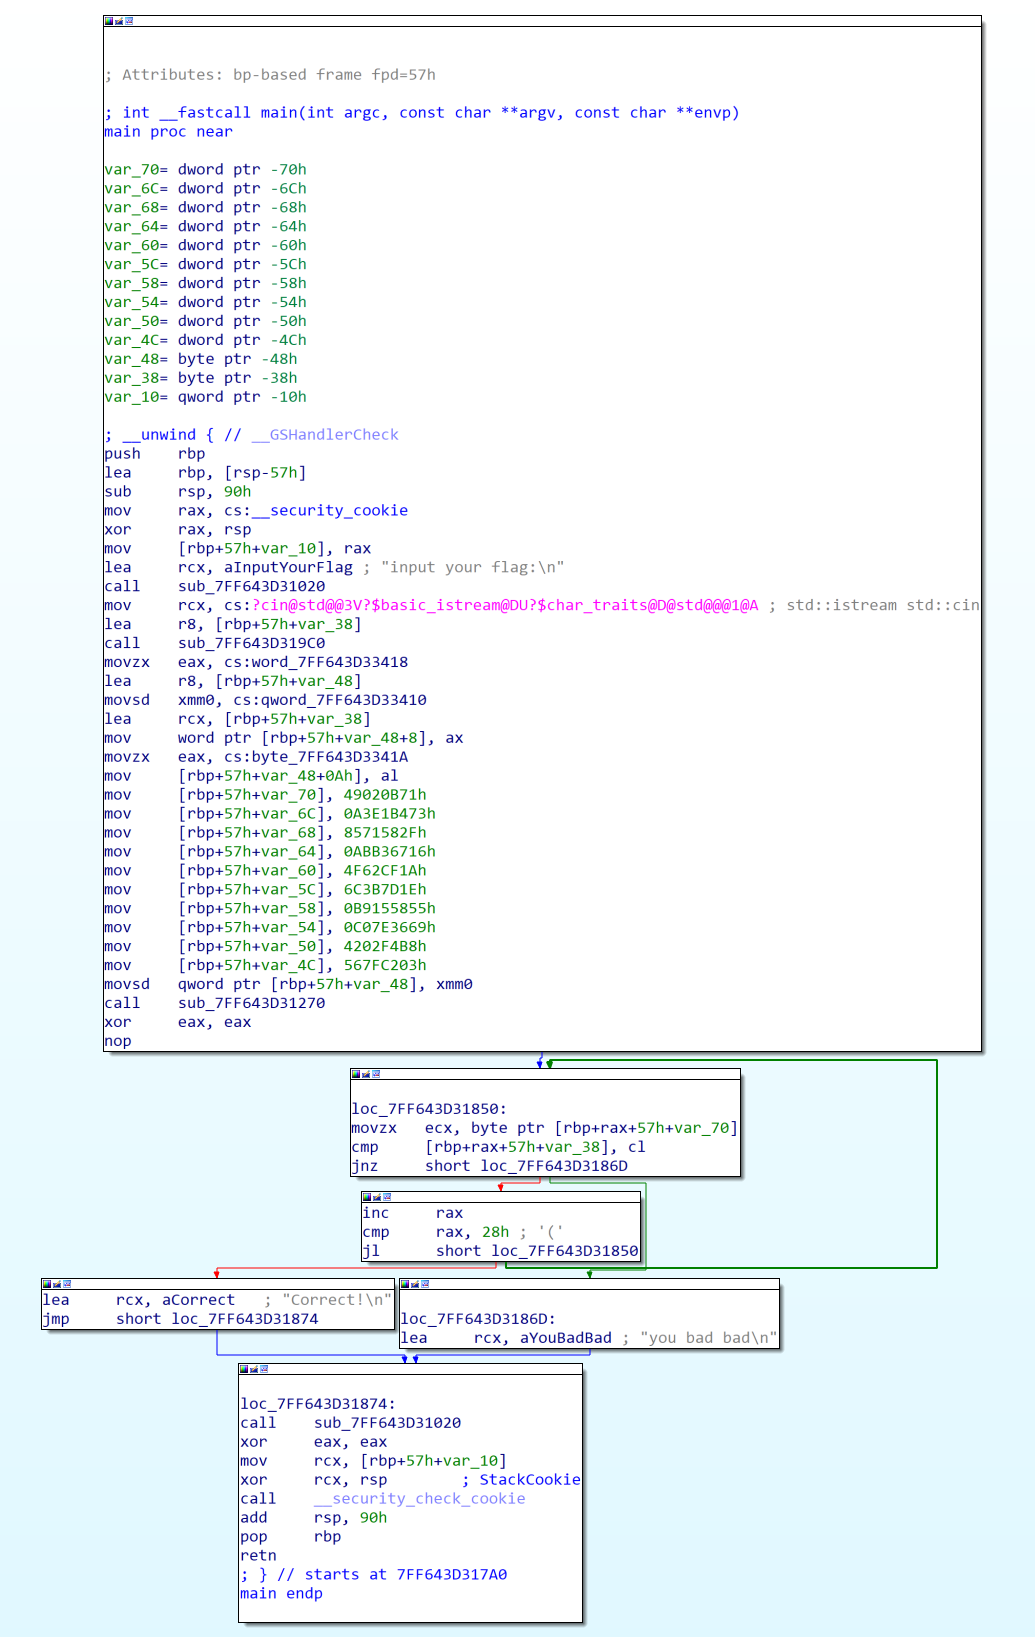 ; Attributes: bp-based frame fpd=57h
; int __fastcall main(int argc, const char **argv, const char **envp)
main proc near
var_70= dword ptr -70h
var_6C= dword ptr -6Ch
var_68= dword ptr -68h
var_64= dword ptr -64h
var_60= dword ptr -60h
var_5C= dword ptr -5Ch
var_58= dword ptr -58h
var_54= dword ptr -54h
var_50= dword ptr -50h
var_4C= dword ptr -4Ch
var_48= byte ptr -48h
var_38= byte ptr -38h
var_10= qword ptr -10h
; __unwind { // __GSHandlerCheck
push    rbp
lea     rbp, [rsp-57h]
sub     rsp, 90h
mov     rax, cs:__security_cookie
xor     rax, rsp
mov     [rbp+57h+var_10], rax
lea     rcx, aInputYourFlag ; "input your flag:\n"
call    sub_7FF643D31020
mov     rcx, cs:?cin@std@@3V?$basic_istream@DU?$char_traits@D@std@@@1@A ; std::istream std::cin
lea     r8, [rbp+57h+var_38]
call    sub_7FF643D319C0
movzx   eax, cs:word_7FF643D33418
lea     r8, [rbp+57h+var_48]
movsd   xmm0, cs:qword_7FF643D33410
lea     rcx, [rbp+57h+var_38]
mov     word ptr [rbp+57h+var_48+8], ax
movzx   eax, cs:byte_7FF643D3341A
mov     [rbp+57h+var_48+0Ah], al
mov     [rbp+57h+var_70], 49020B71h
mov     [rbp+57h+var_6C], 0A3E1B473h
mov     [rbp+57h+var_68], 8571582Fh
mov     [rbp+57h+var_64], 0ABB36716h
mov     [rbp+57h+var_60], 4F62CF1Ah
mov     [rbp+57h+var_5C], 6C3B7D1Eh
mov     [rbp+57h+var_58], 0B9155855h
mov     [rbp+57h+var_54], 0C07E3669h
mov     [rbp+57h+var_50], 4202F4B8h
mov     [rbp+57h+var_4C], 567FC203h
movsd   qword ptr [rbp+57h+var_48], xmm0
call    sub_7FF643D31270
xor     eax, eax
nop
loc_7FF643D31850:
movzx   ecx, byte ptr [rbp+rax+57h+var_70]
cmp     [rbp+rax+57h+var_38], cl
jnz     short loc_7FF643D3186D
inc     rax
cmp     rax, 28h ; '('
jl      short loc_7FF643D31850
lea     rcx, aCorrect   ; "Correct!\n"
jmp     short loc_7FF643D31874
loc_7FF643D3186D:
lea     rcx, aYouBadBad ; "you bad bad\n"
loc_7FF643D31874:
call    sub_7FF643D31020
xor     eax, eax
mov     rcx, [rbp+57h+var_10]
xor     rcx, rsp        ; StackCookie
call    __security_check_cookie
add     rsp, 90h
pop     rbp
retn
; } // starts at 7FF643D317A0
main endp